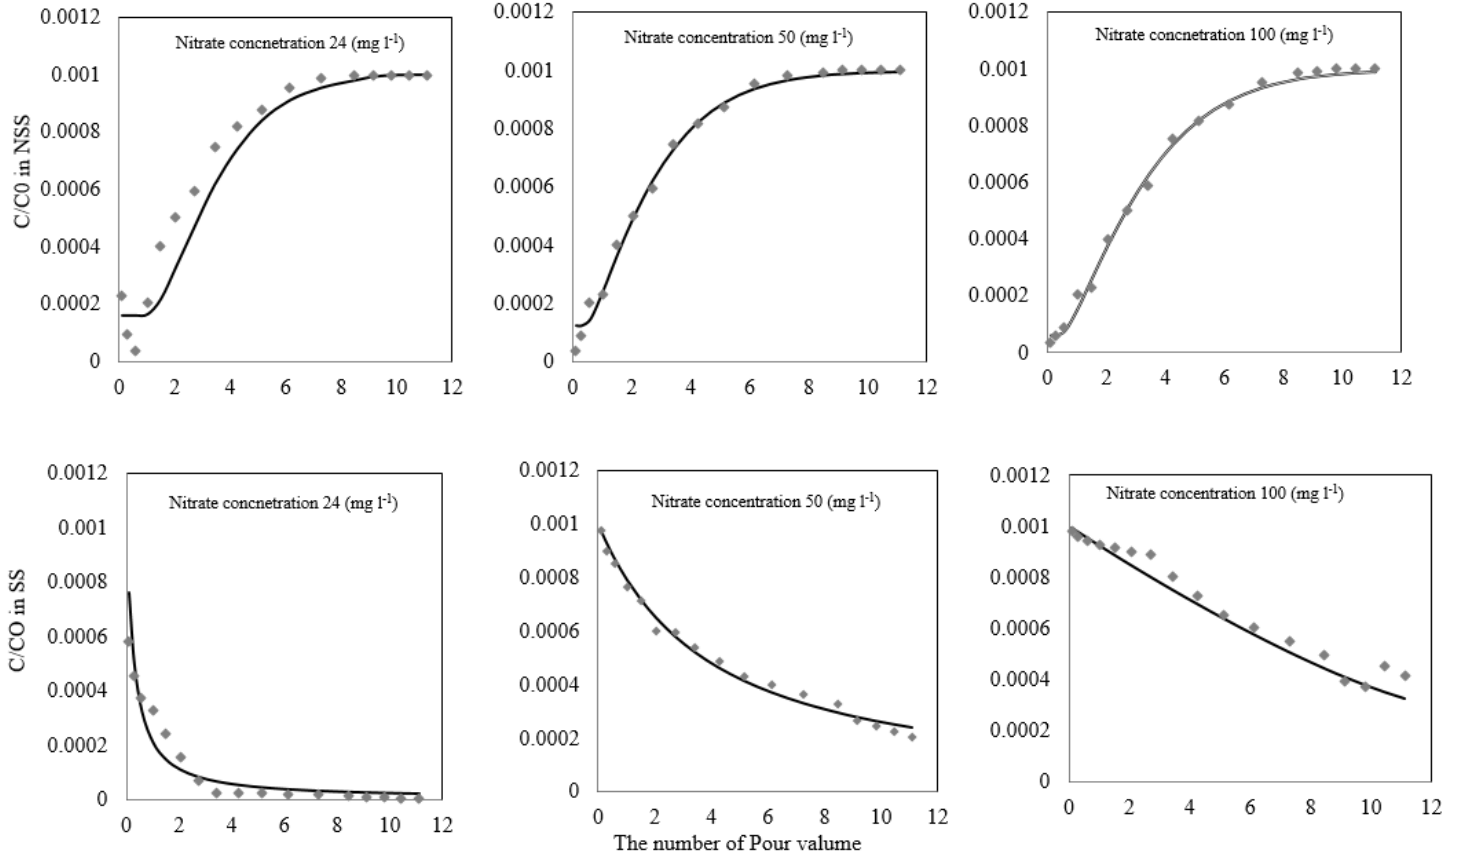 Nitrate concnetration 24 (mg l-1)
Nitrate concentration 50 (mg l-1)
Nitrate concnetration 100 (mg l-1)
C/C0 in NSS
0.0012
0.001
0.0008
0.0006
0.0004
0.0002
0
0 2 4 6 8 10 12
0.0012
0.001
0.0008
0.0006
0.0004
0.0002
0
0 2 4 6 8 10 12
0.0012
0.001
0.0008
0.0006
0.0004
0.0002
0
0 2 4 6 8 10 12
Nitrate concnetration 24 (mg l-1)
Nitrate concentration 50 (mg l-1)
Nitrate concentration 100 (mg l-1)
C/CO in SS
0.0012
0.001
0.0008
0.0006
0.0004
0.0002
0
0 2 4 6 8 10 12
0.0012
0.001
0.0008
0.0006
0.0004
0.0002
0
0 2 4 6 8 10 12
0.0012
0.001
0.0008
0.0006
0.0004
0.0002
0
0 2 4 6 8 10 12
The number of Pour valume